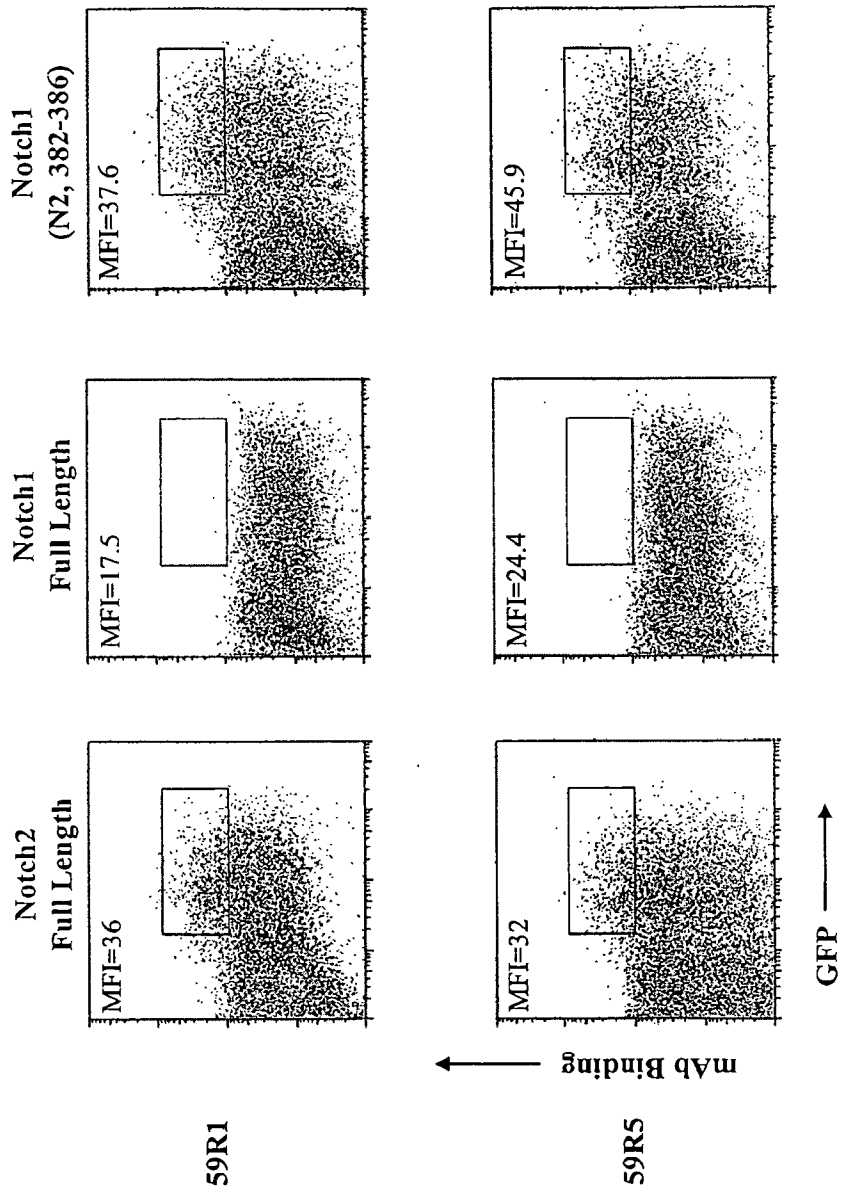 Notch2
Full Length
Notch1
Full Length
Notch1
(N2, 382-386)
59R1
MFI=36
MFI=17.5
MFI=37.6
59R5
MFI=32
MFI=24.4
MFI=45.9
mAb Binding
GFP